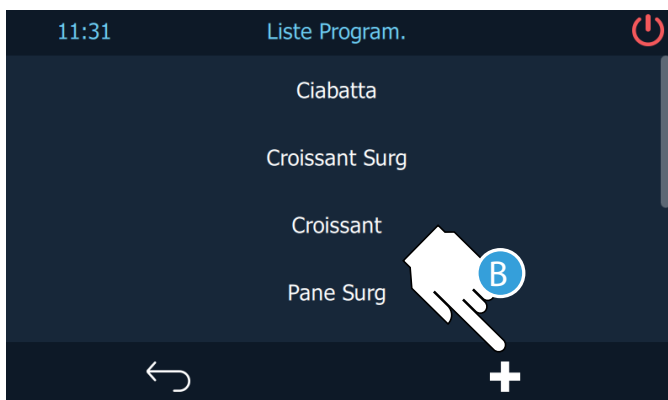 11:31 Liste Program.
Ciabatta
Croissant Surg
Croissant
Pane Surg
B